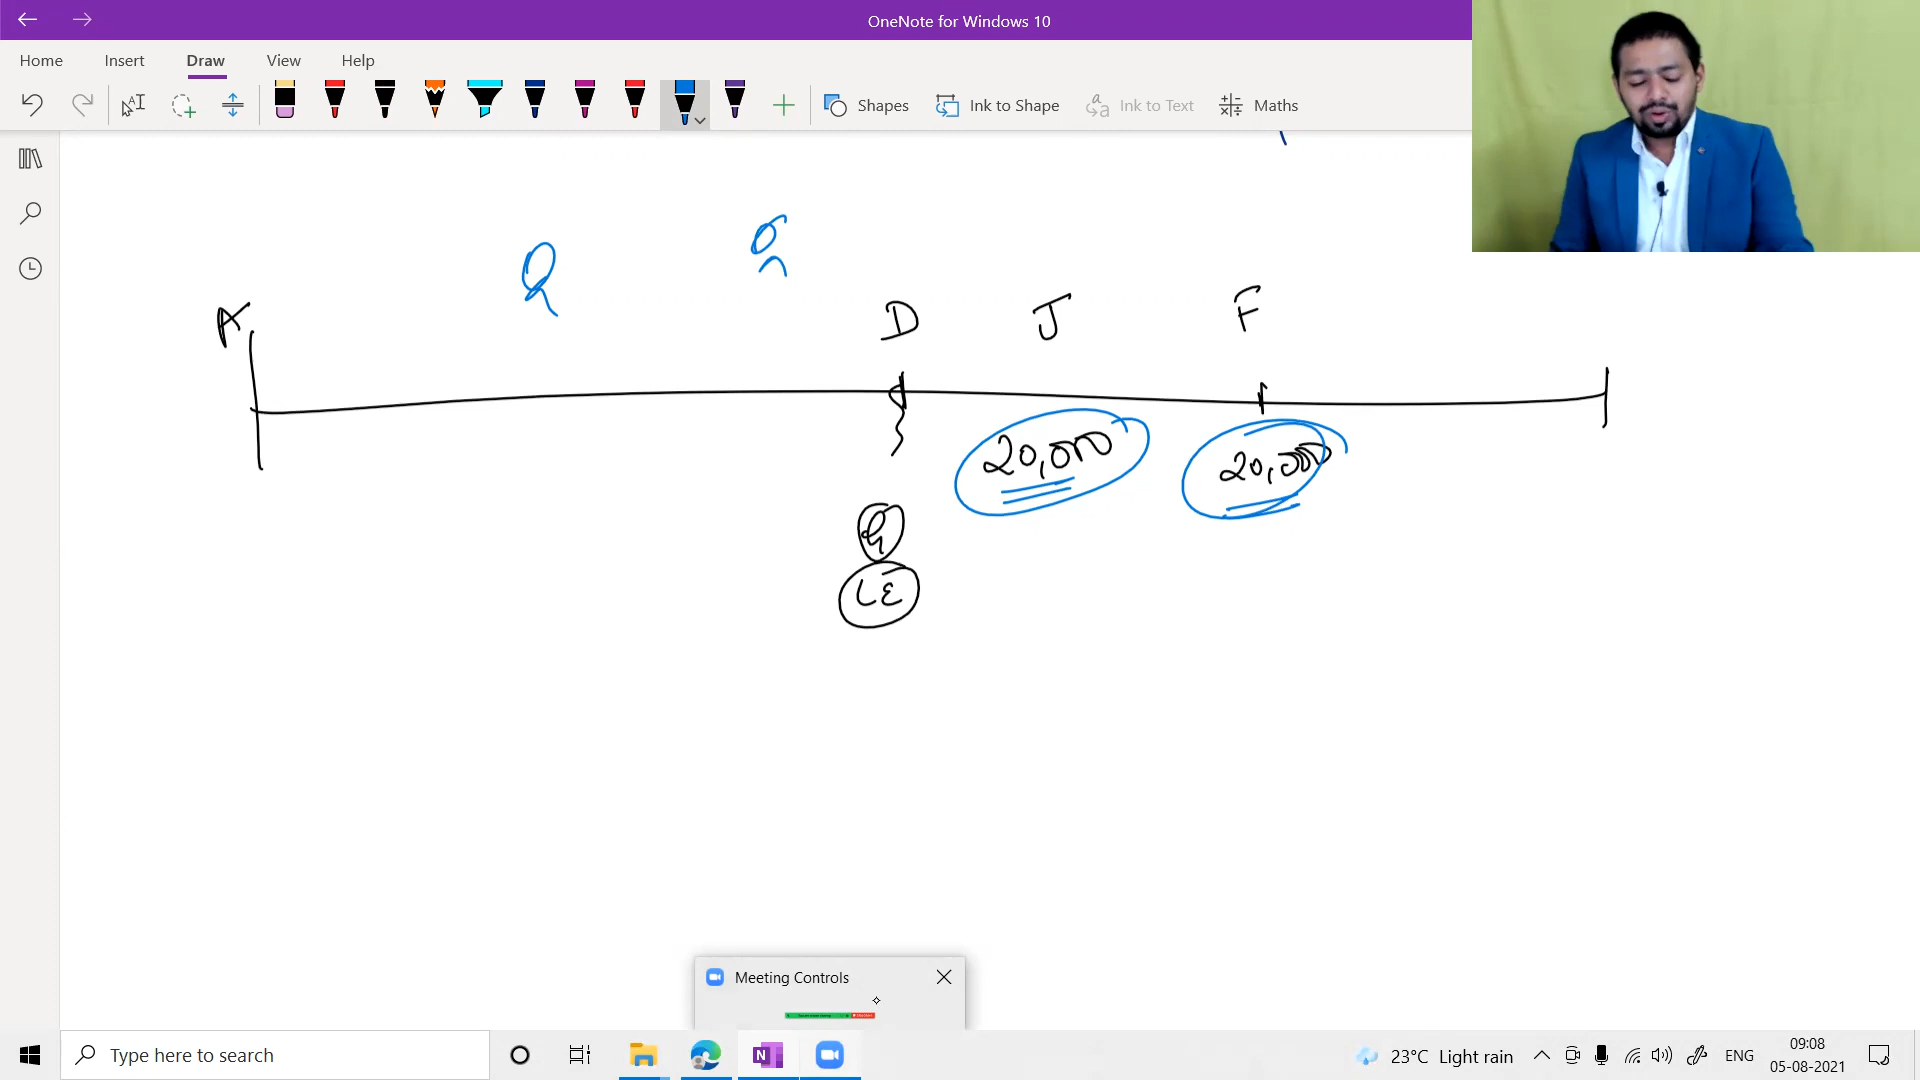 OneNote for Windows 10
Home Insert Draw View Help
Shapes Ink to Shape Ink to Text Maths
A D J F
20,000 20,000
LE
Meeting Controls
Type here to search
23°C Light rain
ENG
09:08
05-08-2021